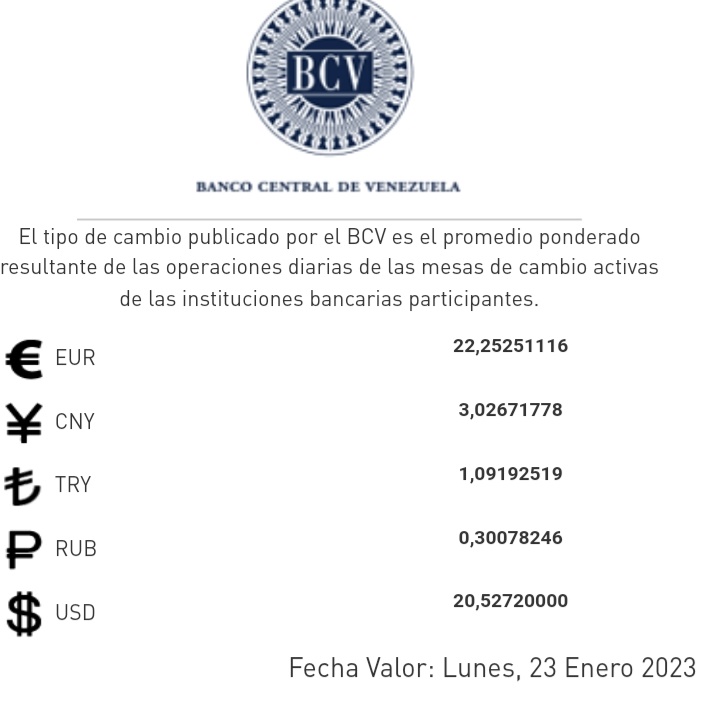 BCV
BANCO CENTRAL DE VENEZUELA
El tipo de cambio publicado por el BCV es el promedio ponderado
resultante de las operaciones diarias de las mesas de cambio activas
de las instituciones bancarias participantes.
€ EUR 22,25251116
¥ CNY 3,02671778
₺ TRY 1,09192519
₽ RUB 0,30078246
$ USD 20,52720000
Fecha Valor: Lunes, 23 Enero 2023